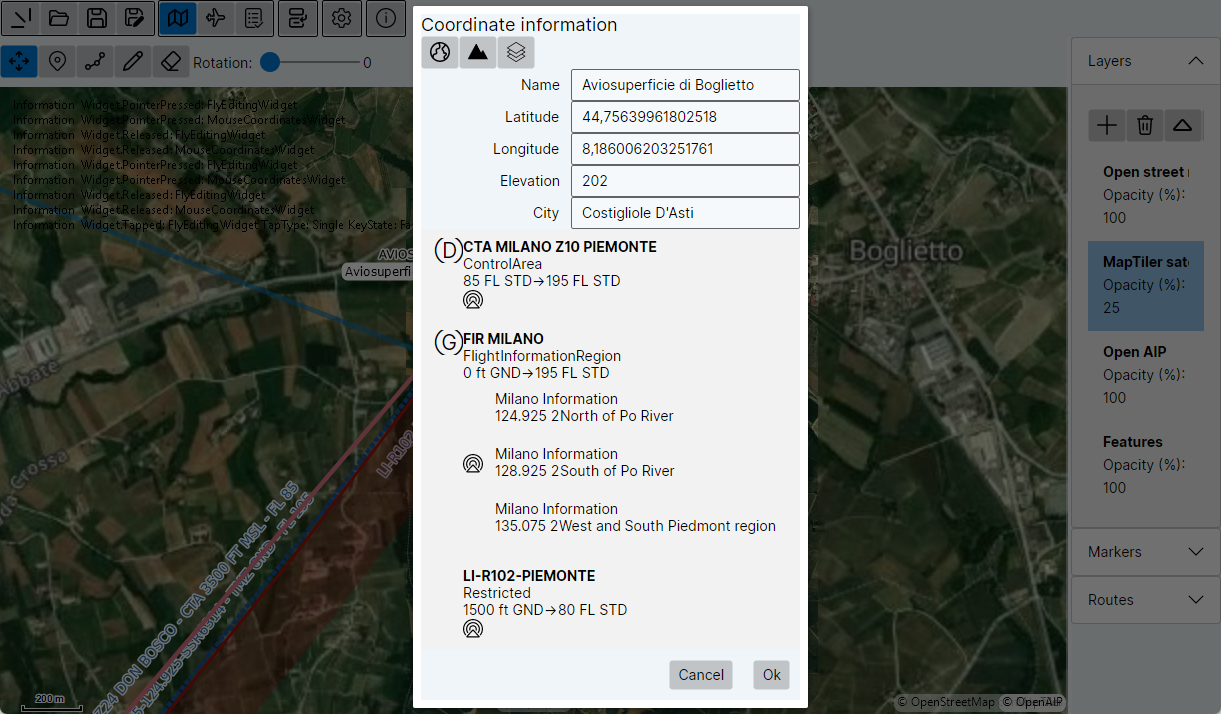 Coordinate information
Rotation:
0
Name
Aviosuperficie di Boglietto
Latitude
44,75639961802518
Longitude
8,186006203251761
Elevation
202
City
Costigliole D'Asti
(D)
CTA MILANO Z10 PIEMONTE
ControlArea
85 FL STD→195 FL STD
(G)
FIR MILANO
FlightInformationRegion
0 ft GND→195 FL STD
Milano Information
124.925 2North of Po River
Milano Information
128.925 2South of Po River
Milano Information
135.075 2West and South Piedmont region
LI-R102-PIEMONTE
Restricted
1500 ft GND→80 FL STD
Cancel
Ok
Information Widget.PointerPressed: FlyEditingWidget
Information Widget.PointerPressed: MouseCoordinatesWidget
Information Widget.Released: FlyEditingWidget
Information Widget.Released: MouseCoordinatesWidget
Information Widget.PointerPressed: FlyEditingWidget
Information Widget.PointerPressed: MouseCoordinatesWidget
Information Widget.Released: FlyEditingWidget
Information Widget.Released: MouseCoordinatesWidget
Information Widget.Tapped: FlyEditingWidget TapType: Single KeyState: Fa
AVIOS
Aviosuperfi
Boglietto
Abbate
LI-R102
DON BOSCO - CTA 3500 FT MSL - FL 85
200 m
© OpenStreetMap
© OpenAIP
Layers
Open street
Opacity (%):
100
MapTiler sat
Opacity (%):
25
Open AIP
Opacity (%):
100
Features
Opacity (%):
100
Markers
Routes